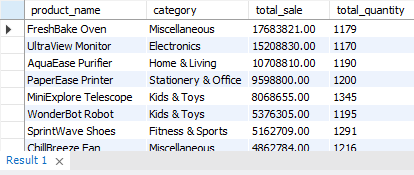 product_name category total_sale total_quantity
FreshBake Oven Miscellaneous 17683821.00 1179
UltraView Monitor Electronics 15208830.00 1170
AquaEase Purifier Home & Living 10708810.00 1190
PaperEase Printer Stationery & Office 9598800.00 1200
MiniExplore Telescope Kids & Toys 8068655.00 1345
WonderBot Robot Kids & Toys 5376305.00 1195
SprintWave Shoes Fitness & Sports 5162709.00 1291
ChillBreeze Fan Miscellaneous 4862784.00 1216
Result 1 ×